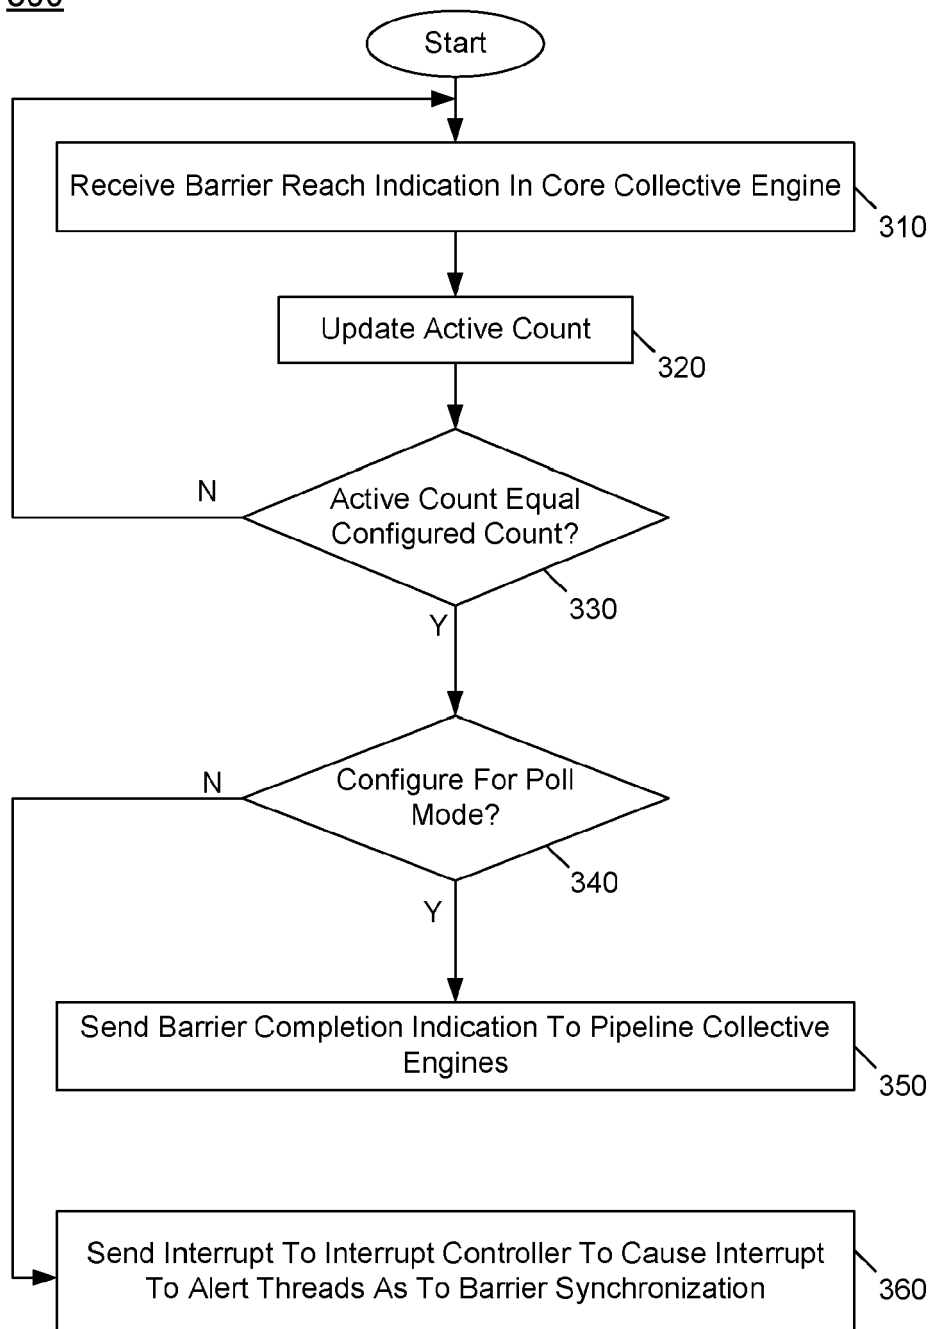 Start
Receive Barrier Reach Indication In Core Collective Engine
310
Update Active Count
320
N
Active Count Equal
Configured Count?
330
Y
N
Configure For Poll
Mode?
340
Y
Send Barrier Completion Indication To Pipeline Collective
Engines
350
Send Interrupt To Interrupt Controller To Cause Interrupt
To Alert Threads As To Barrier Synchronization
360